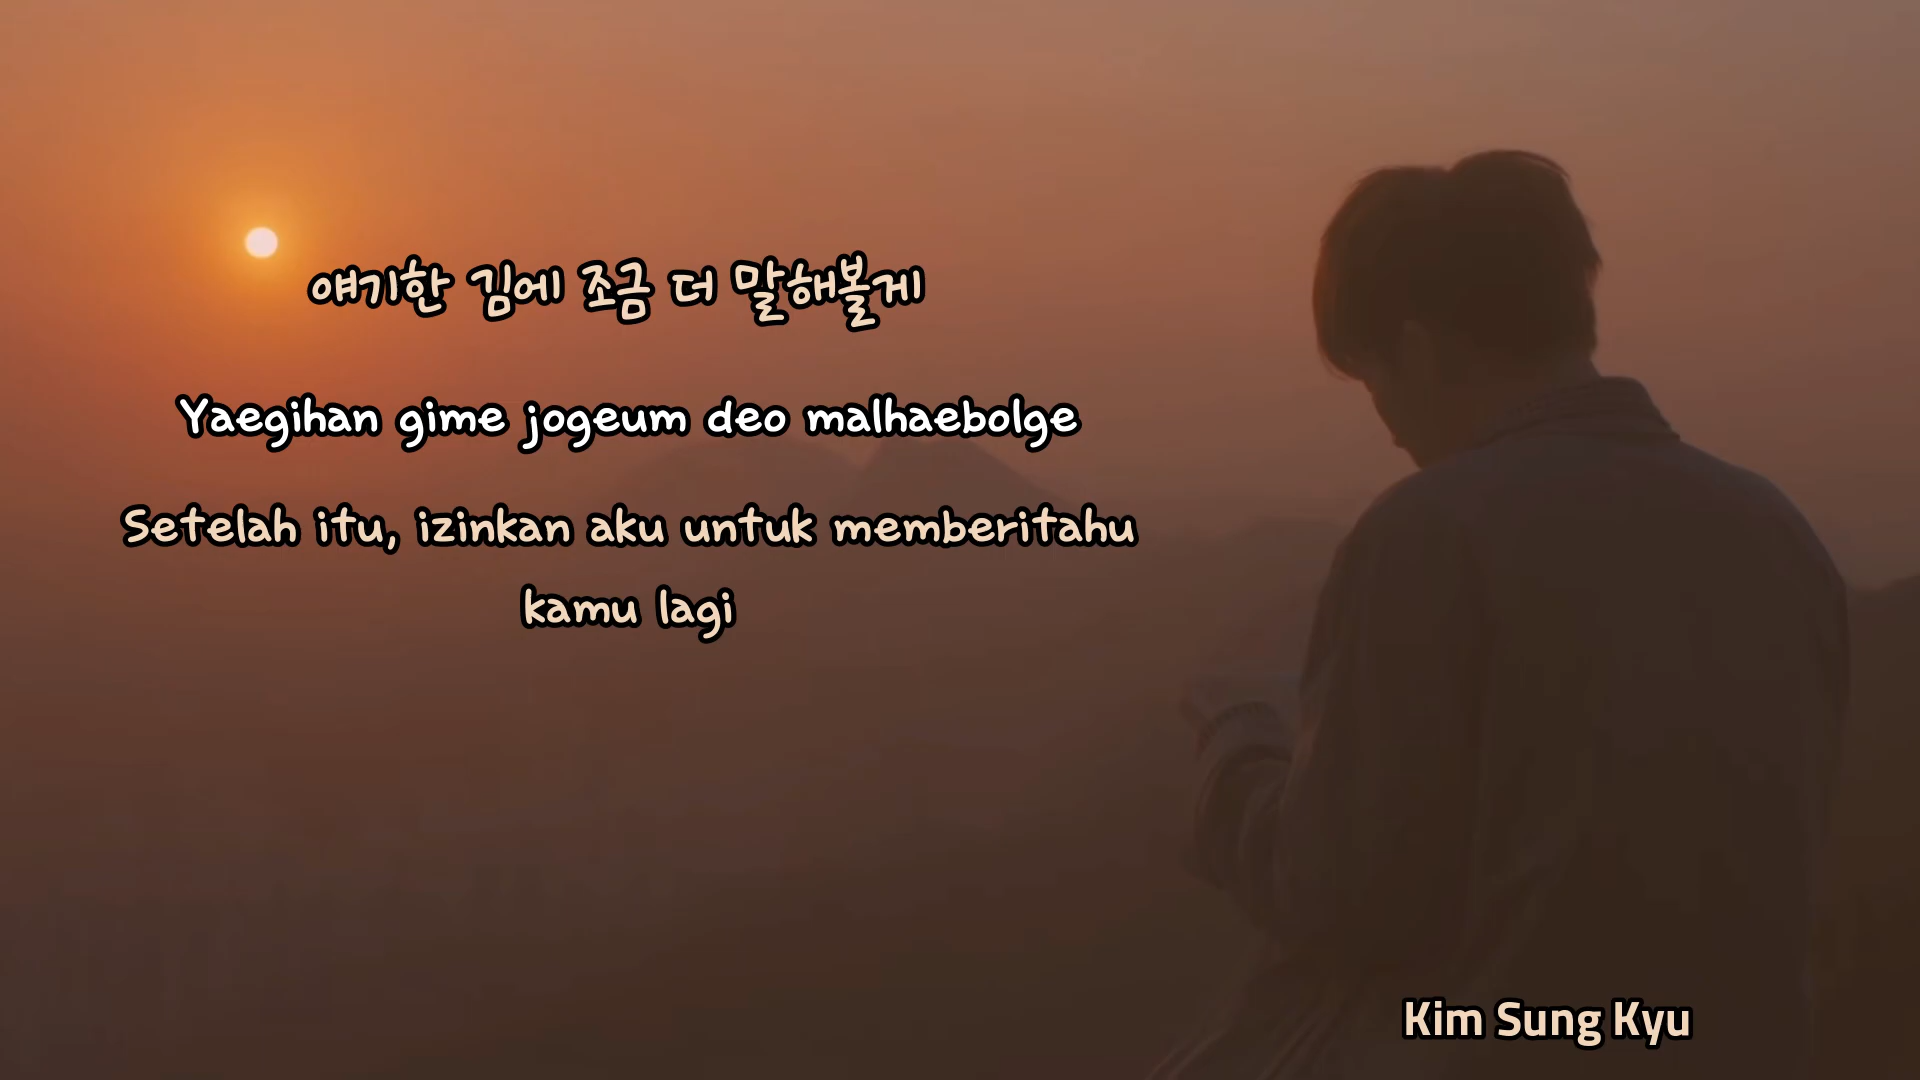 얘기한 김에 조금 더 말해볼게
Yaegihan gime jogeum deo malhaebolge
Setelah itu, izinkan aku untuk memberitahu
kamu lagi
Kim Sung Kyu